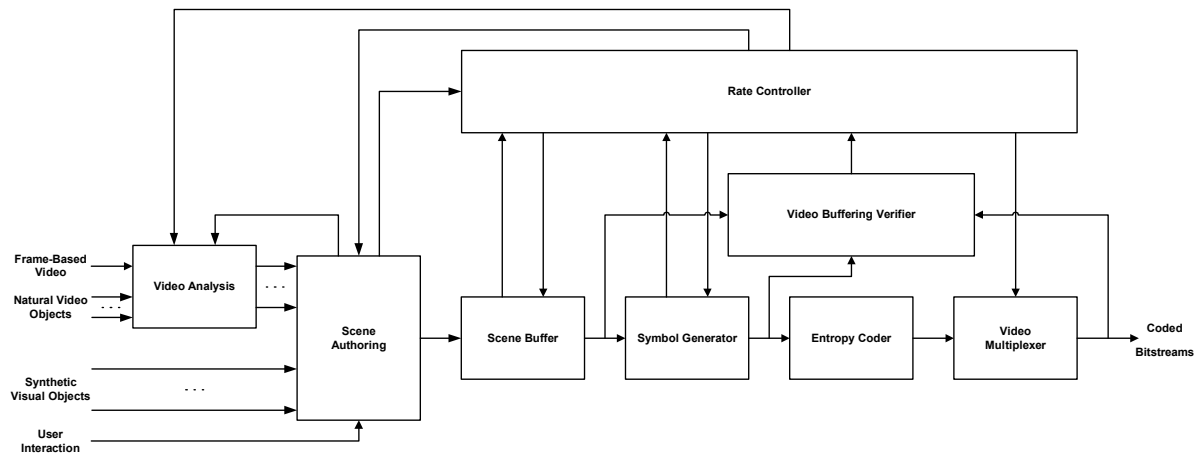 Rate Controller
Video Buffering Verifier
Frame-Based
Video
Video Analysis
. . .
Natural Video
Objects
. . .
Scene
Authoring
Scene Buffer
Symbol Generator
Entropy Coder
Video
Multiplexer
Coded
Bitstreams
Synthetic
Visual Objects
. . .
User
Interaction